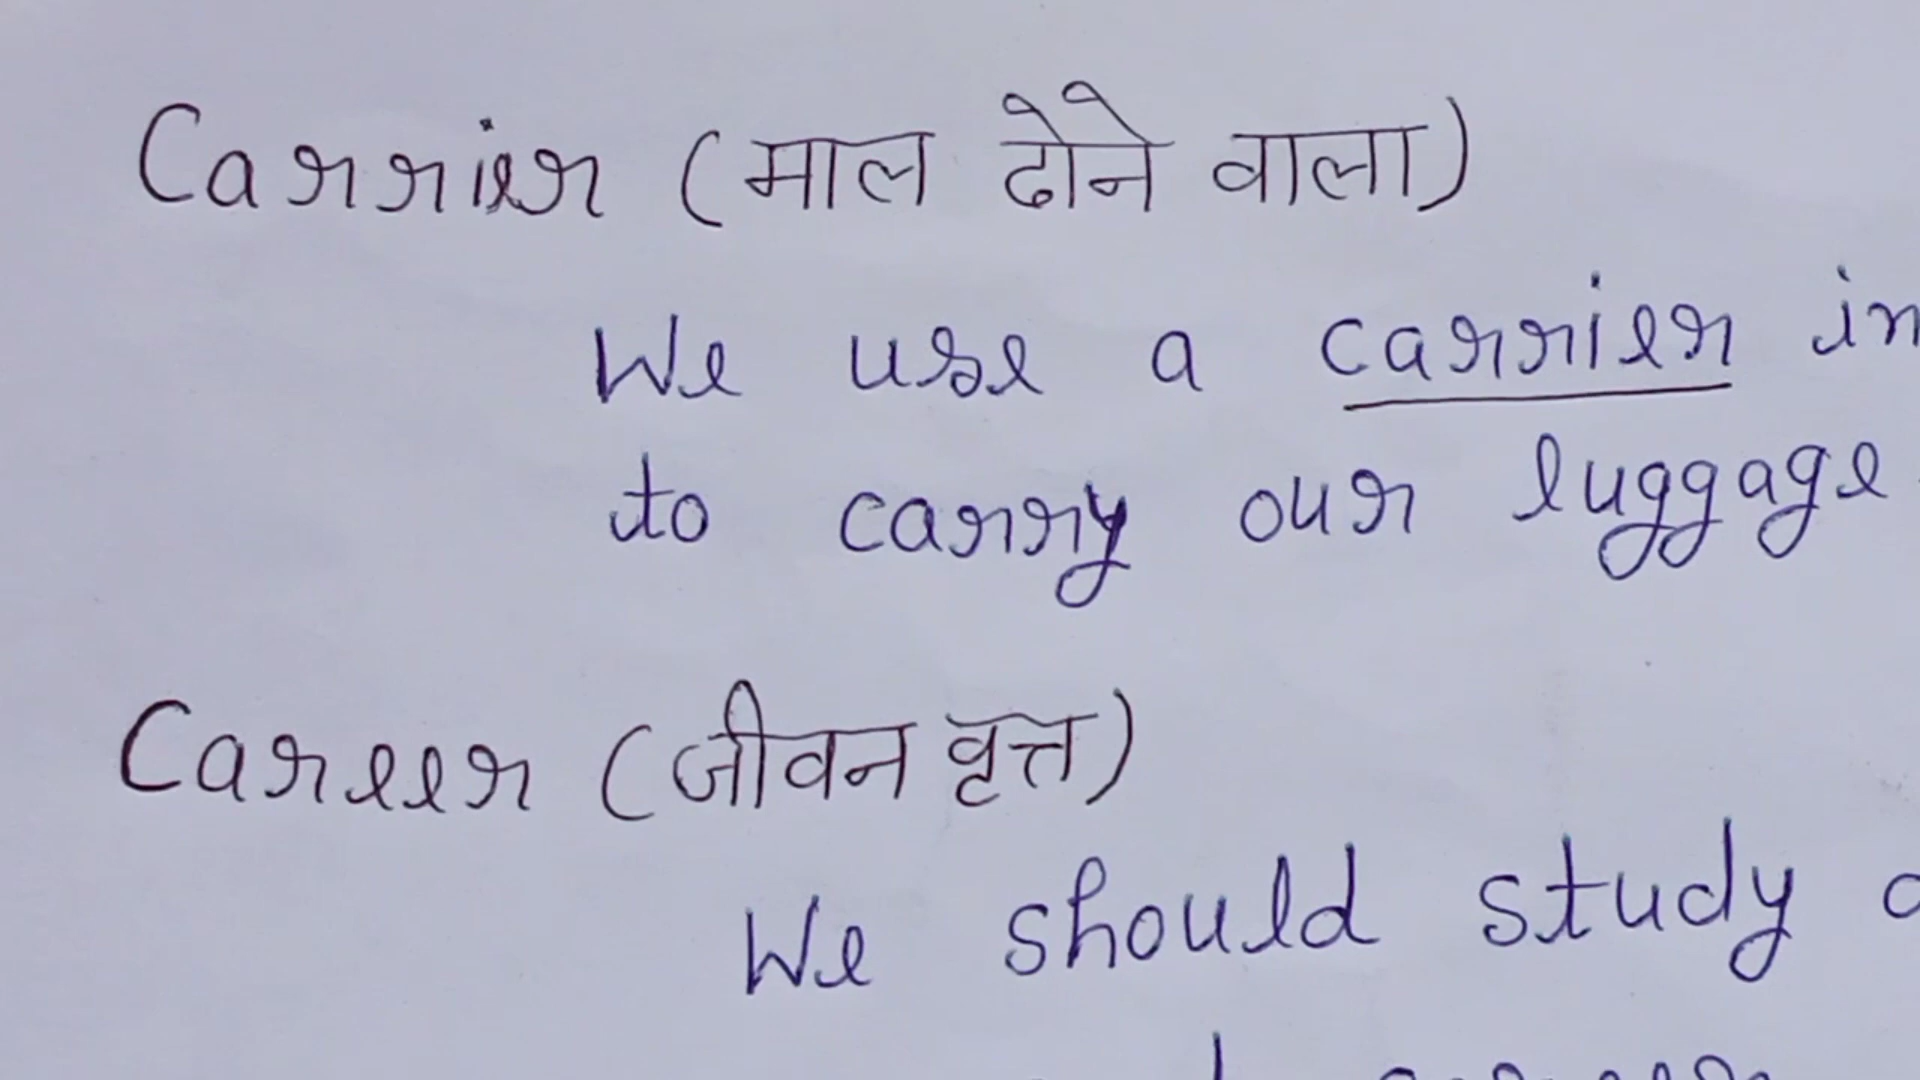 Carrier (माल ढोने वाला)
We use a carrier in
to carry our luggage.
Career (जीवन वृत्त)
We should study